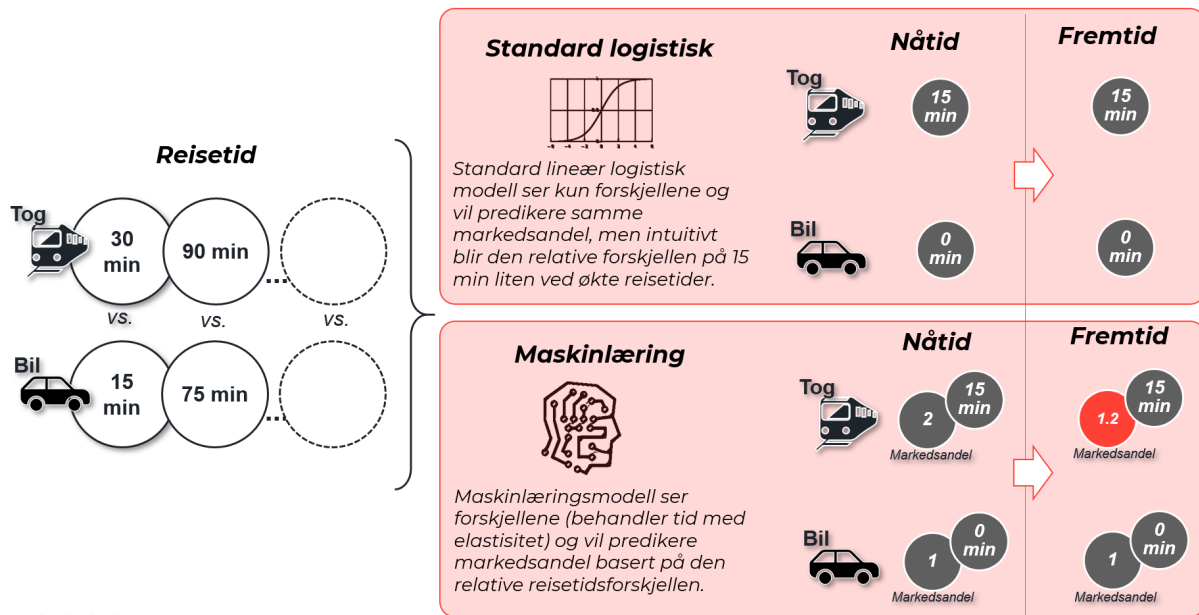 Reisetid
Tog
30
min
90 min
...
vs.
vs.
vs.
Bil
15
min
75 min
...
Standard logistisk
Standard lineær logistisk
modell ser kun forskjellene og
vil predikere samme
markedsandel, men intuitivt
blir den relative forskjellen på 15
min liten ved økte reisetider.
Nåtid
Fremtid
Tog
15
min
15
min
Bil
0
min
0
min
Maskinlæring
Maskinlæringsmodell ser
forskjellene (behandler tid med
elastisitet) og vil predikere
markedsandel basert på den
relative reisetidsforskjellen.
Nåtid
Fremtid
Tog
2
15
min
Markedsandel
1.2
15
min
Markedsandel
Bil
1
0
min
Markedsandel
1
0
min
Markedsandel